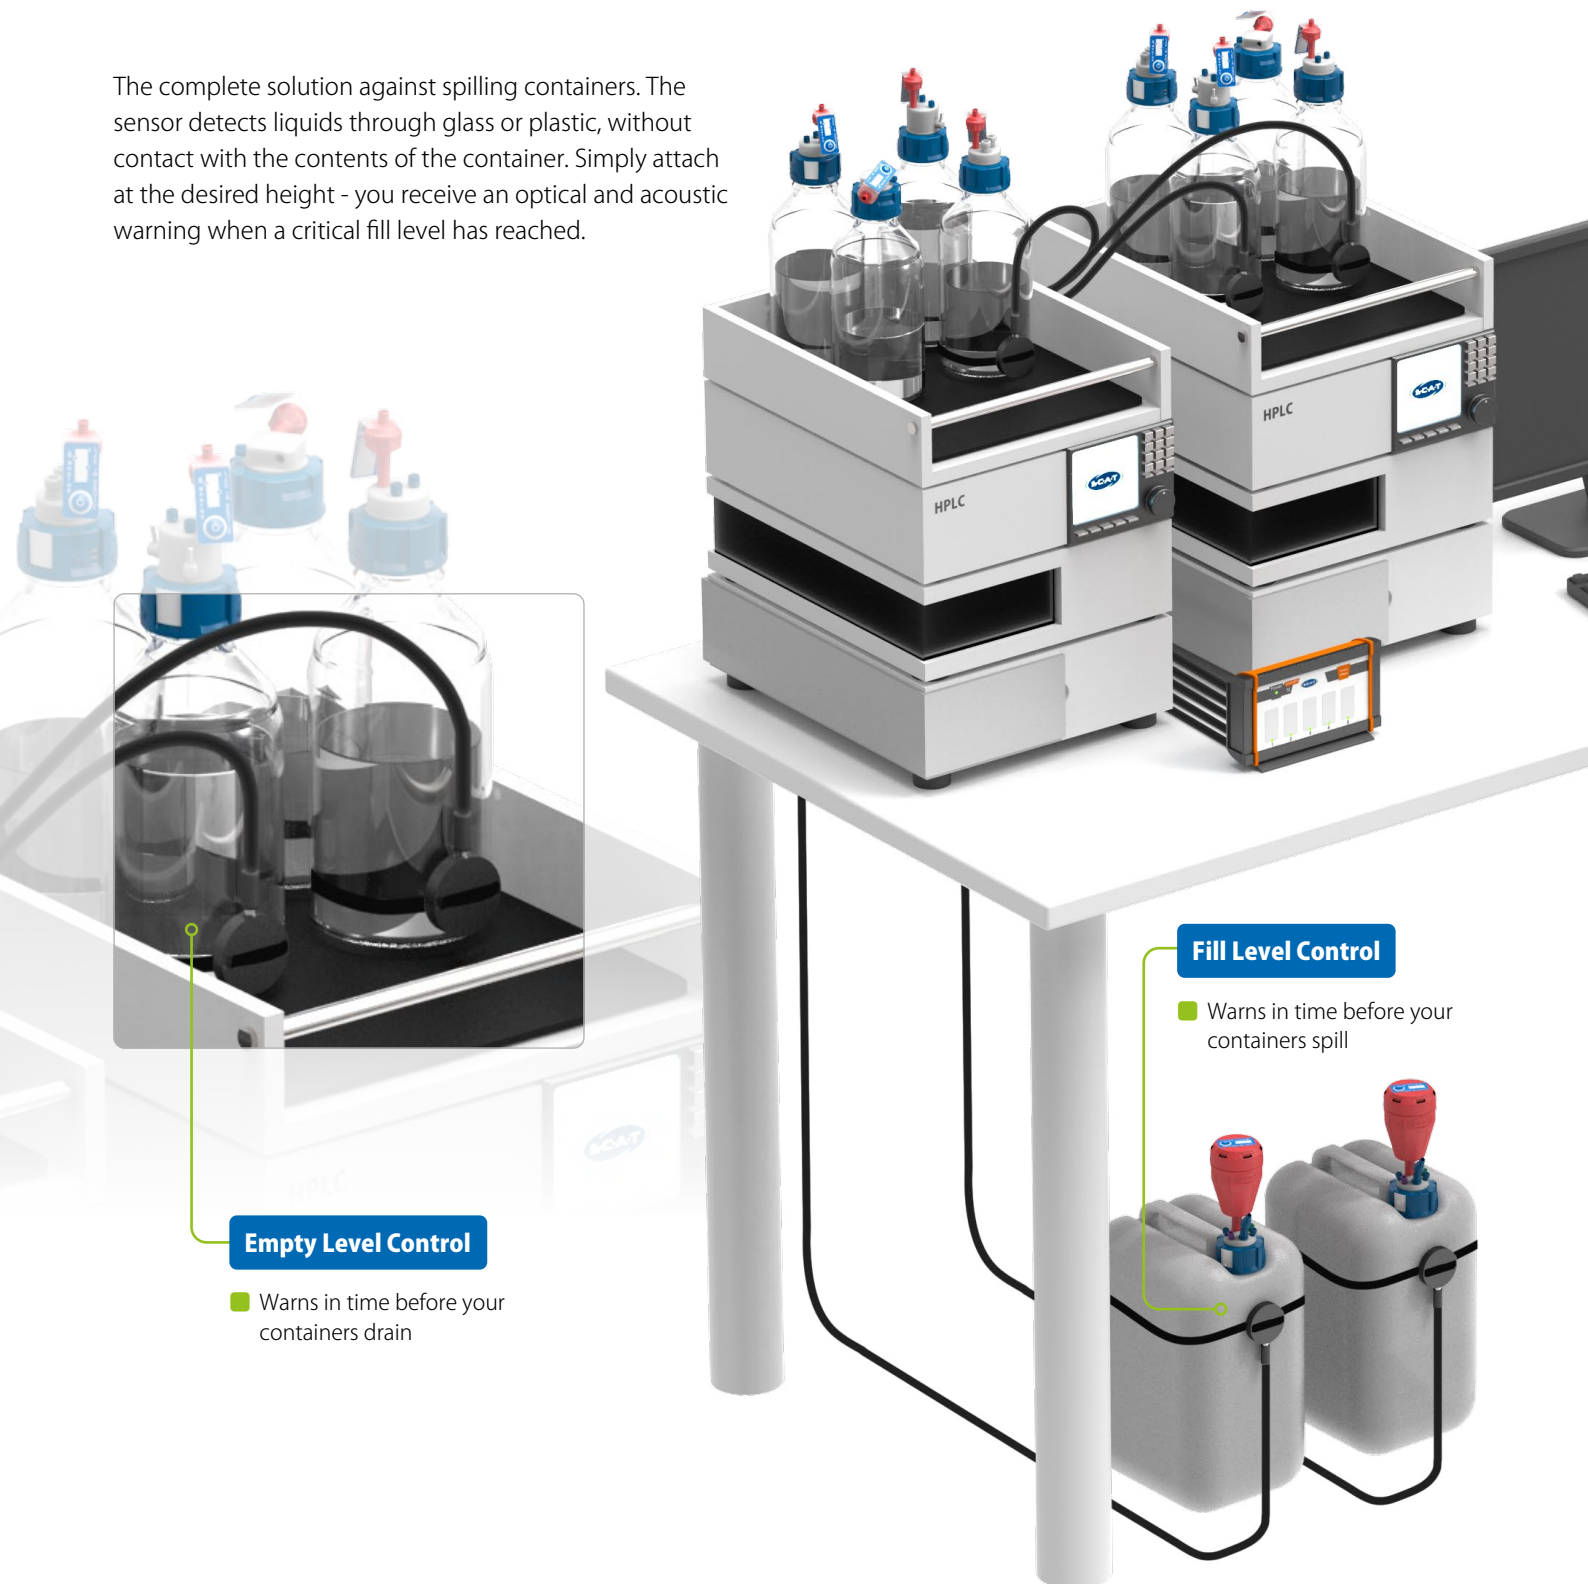 The complete solution against spilling containers. The
sensor detects liquids through glass or plastic, without
contact with the contents of the container. Simply attach
at the desired height - you receive an optical and acoustic
warning when a critical fill level has reached.
S·C·A·T
HPLC
S·C·A·T
HPLC
Fill Level Control
Warns in time before your
containers spill
S·C·A·T
HPLC
Empty Level Control
Warns in time before your
containers drain